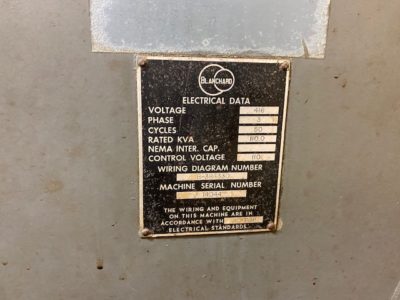 BLANCHARD
ELECTRICAL DATA
VOLTAGE
PHASE 3
CYCLES
RATED KVA
NEMA INTER. CAP.
CONTROL VOLTAGE
WIRING DIAGRAM NUMBER
MACHINE SERIAL NUMBER
THE WIRING AND EQUIPMENT
ON THIS MACHINE ARE IN
ACCORDANCE WITH
ELECTRICAL STANDARDS.